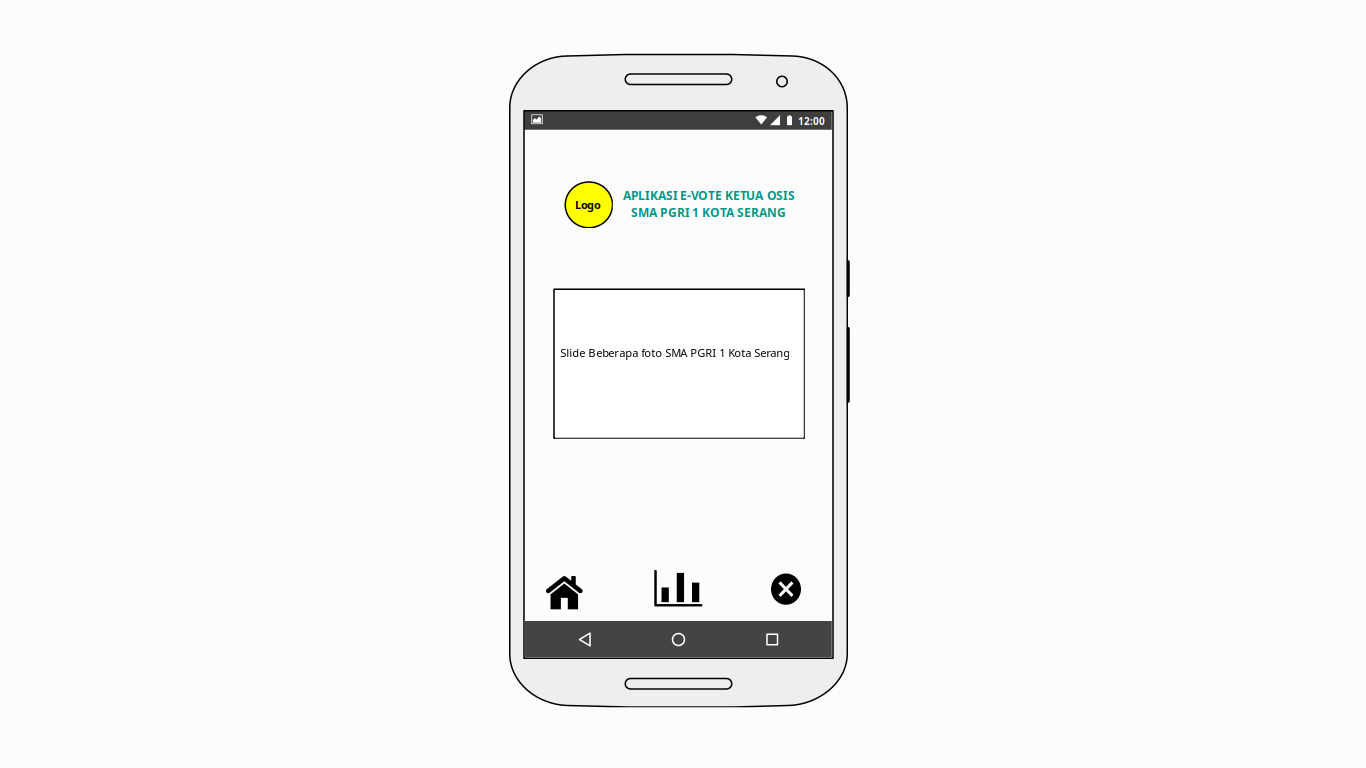 12:00
Logo
APLIKASI E-VOTE KETUA OSIS
SMA PGRI 1 KOTA SERANG
Slide Beberapa foto SMA PGRI 1 Kota Serang